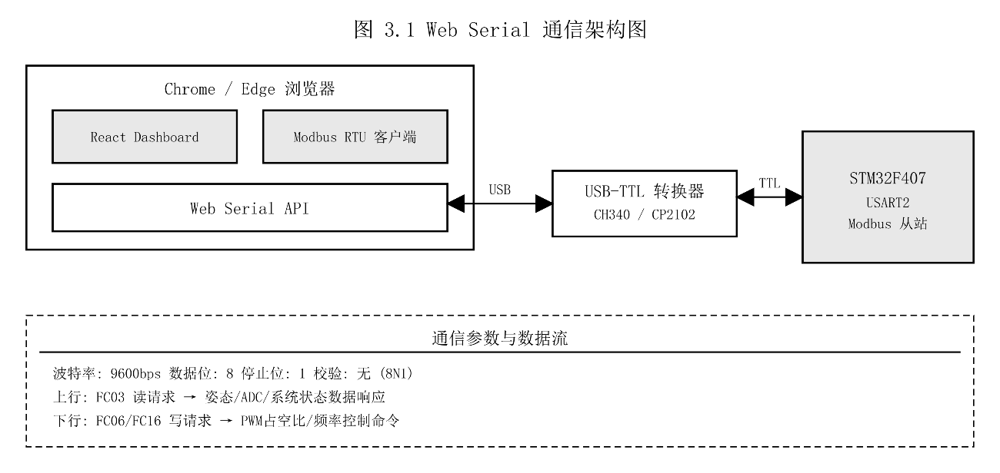 图 3.1 Web Serial 通信架构图
Chrome / Edge 浏览器
React Dashboard
Modbus RTU 客户端
Web Serial API
USB
USB-TTL 转换器
CH340 / CP2102
TTL
STM32F407
USART2
Modbus 从站
通信参数与数据流
波特率: 9600bps 数据位: 8 停止位: 1 校验: 无 (8N1)
上行: FC03 读请求 → 姿态/ADC/系统状态数据响应
下行: FC06/FC16 写请求 → PWM占空比/频率控制命令